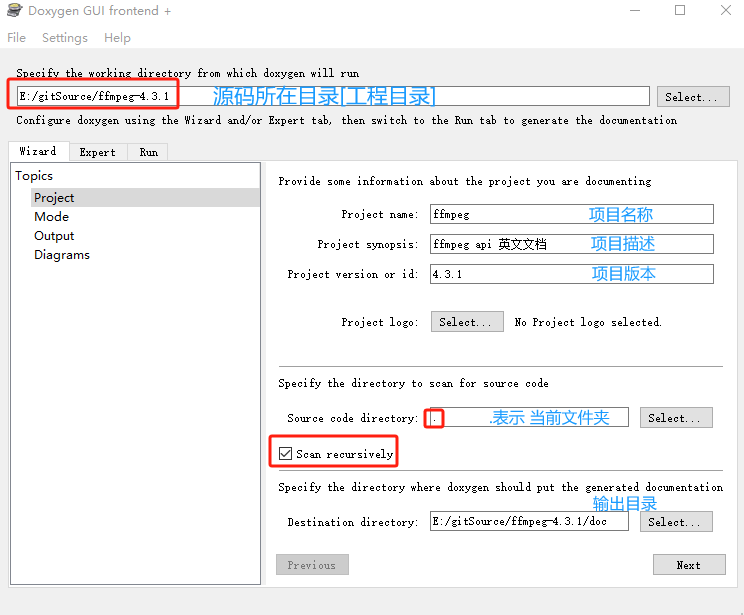 Doxygen GUI frontend +
File Settings Help
Specify the working directory from which doxygen will run
E:/gitSource/ffmpeg-4.3.1 源码所在目录[工程目录] Select...
Configure doxygen using the Wizard and/or Expert tab, then switch to the Run tab to generate the documentation
Wizard Expert Run
Topics
Project
Mode
Output
Diagrams
Provide some information about the project you are documenting
Project name: ffmpeg 项目名称
Project synopsis: ffmpeg api 英文文档 项目描述
Project version or id: 4.3.1 项目版本
Project logo: Select... No Project logo selected.
Specify the directory to scan for source code
Source code directory: . .表示 当前文件夹 Select...
Scan recursively
Specify the directory where doxygen should put the generated documentation
输出目录
Destination directory: E:/gitSource/ffmpeg-4.3.1/doc Select...
Previous Next